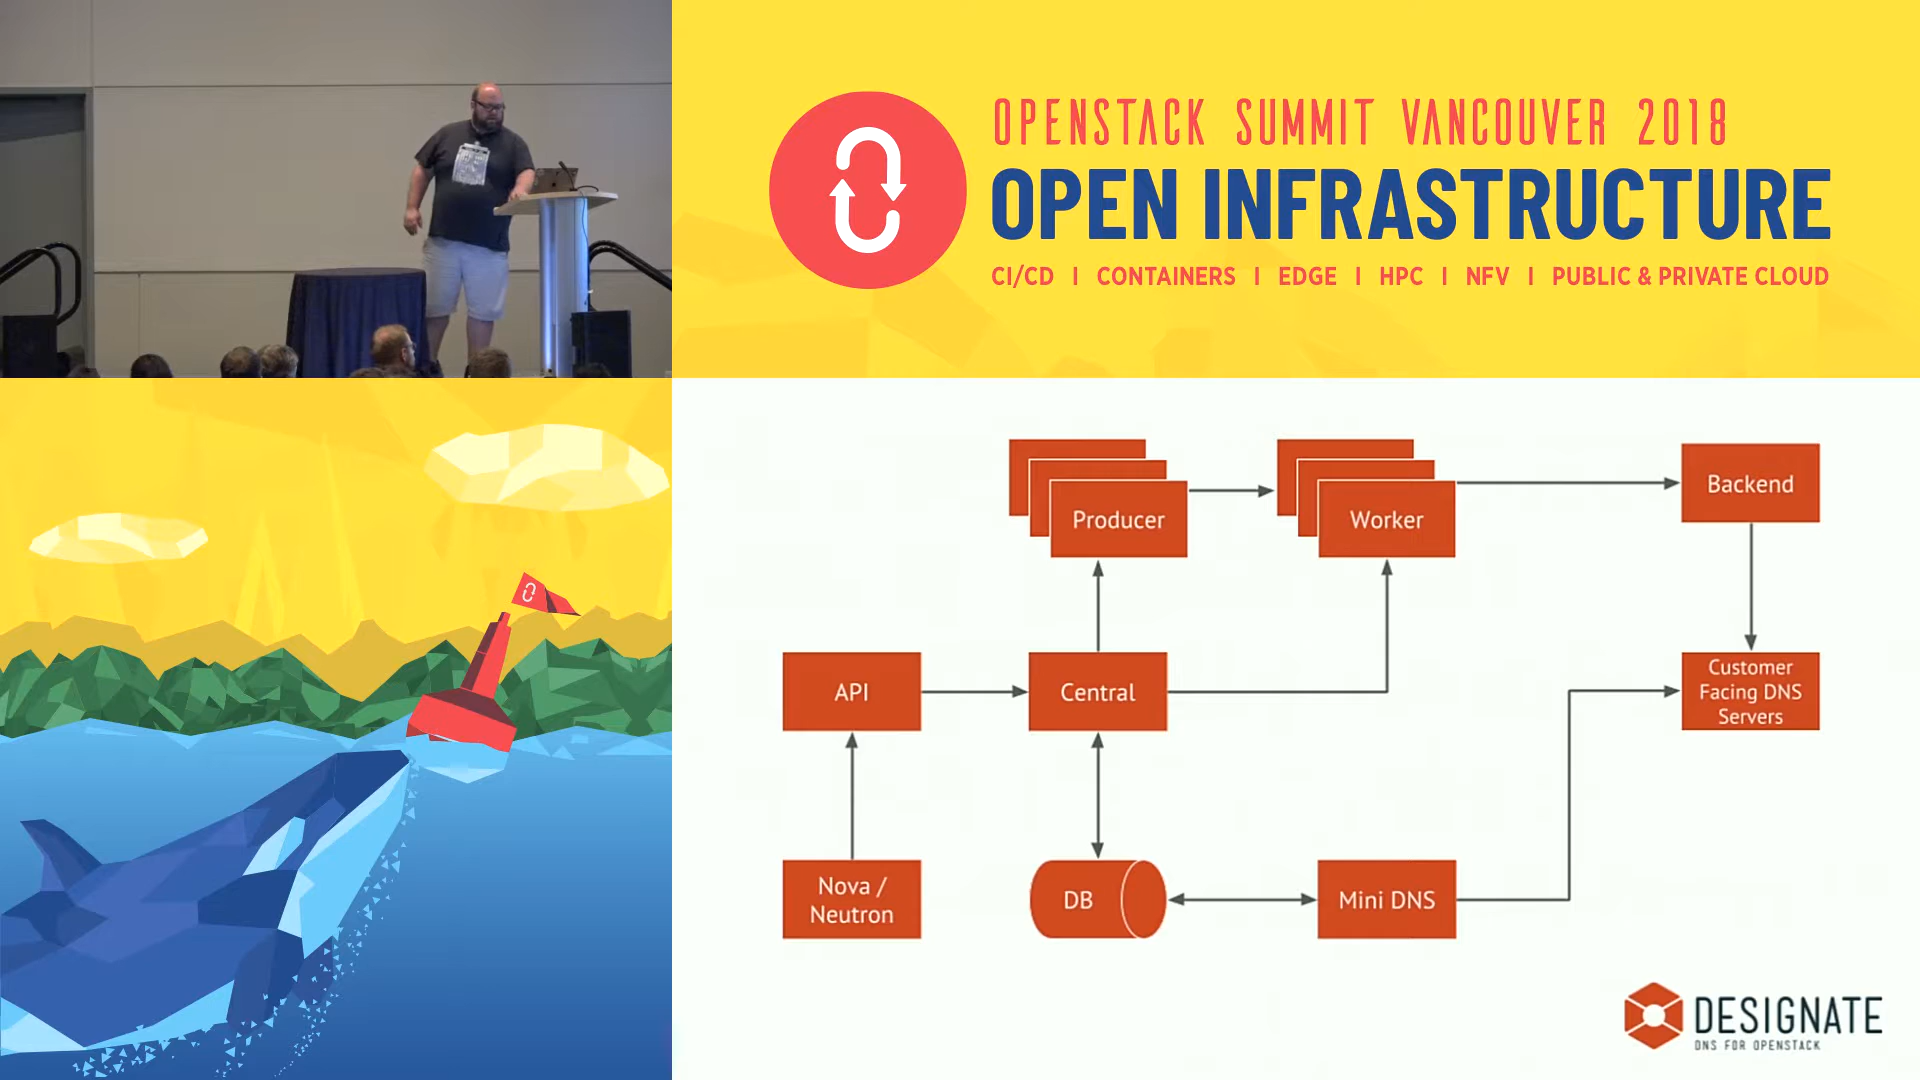 OPENSTACK SUMMIT VANCOUVER 2018
OPEN INFRASTRUCTURE
CI/CD | CONTAINERS | EDGE | HPC | NFV | PUBLIC & PRIVATE CLOUD
Producer
Worker
Backend
API
Central
Customer
Facing DNS
Servers
Nova /
Neutron
DB
Mini DNS
DESIGNATE
DNS FOR OPENSTACK